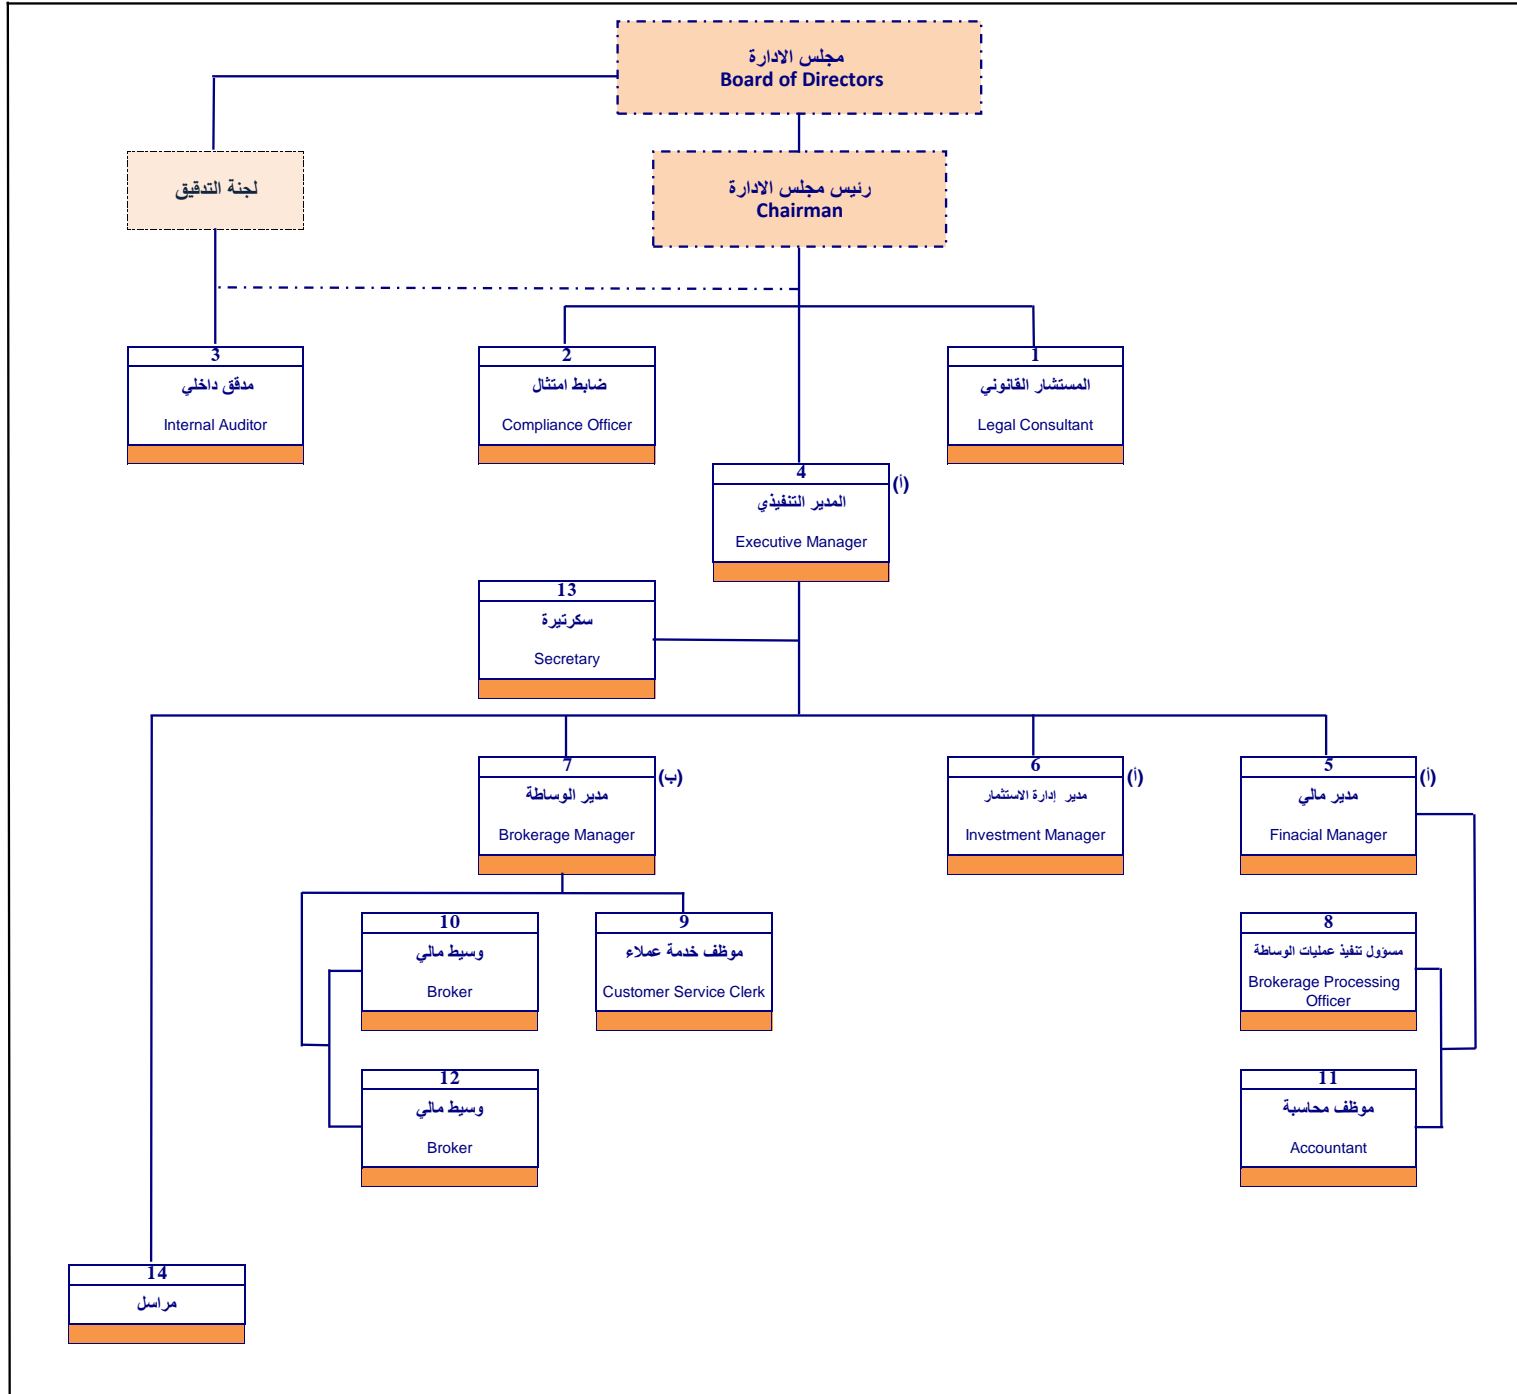 مجلس الادارة
Board of Directors
لجنة التدقيق
رئيس مجلس الادارة
Chairman
3
مدقق داخلي
Internal Auditor
2
ضابط امتثال
Compliance Officer
1
المستشار القانوني
Legal Consultant
4
(أ)
المدير التنفيذي
Executive Manager
13
سكرتيرة
Secretary
7
(ب)
مدير الوساطة
Brokerage Manager
6
(أ)
مدير إدارة الاستثمار
Investment Manager
5
(أ)
مدير مالي
Finacial Manager
10
وسيط مالي
Broker
9
موظف خدمة عملاء
Customer Service Clerk
8
مسؤول تنفيذ عمليات الوساطة
Brokerage Processing
Officer
12
وسيط مالي
Broker
11
موظف محاسبة
Accountant
14
مراسل